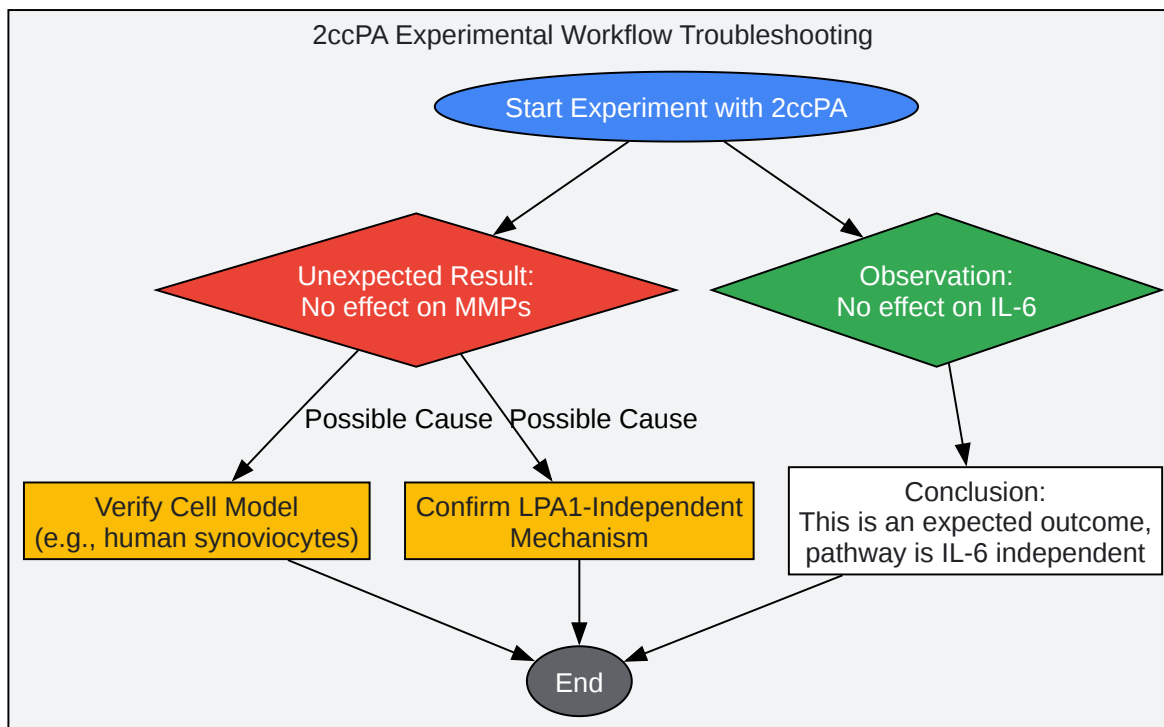 2ccPA Experimental Workflow Troubleshooting
Start Experiment with 2ccPA
Unexpected Result:
No effect on MMPs
Observation:
No effect on IL-6
Possible Cause
Possible Cause
Verify Cell Model
(e.g., human synoviocytes)
Confirm LPA1-Independent
Mechanism
Conclusion:
This is an expected outcome,
pathway is IL-6 independent
End